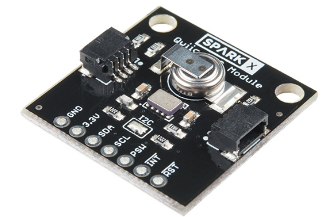 SPARK X
Module
GND
3.3V
SDA
SCL
I2C
PSW
INT
RST